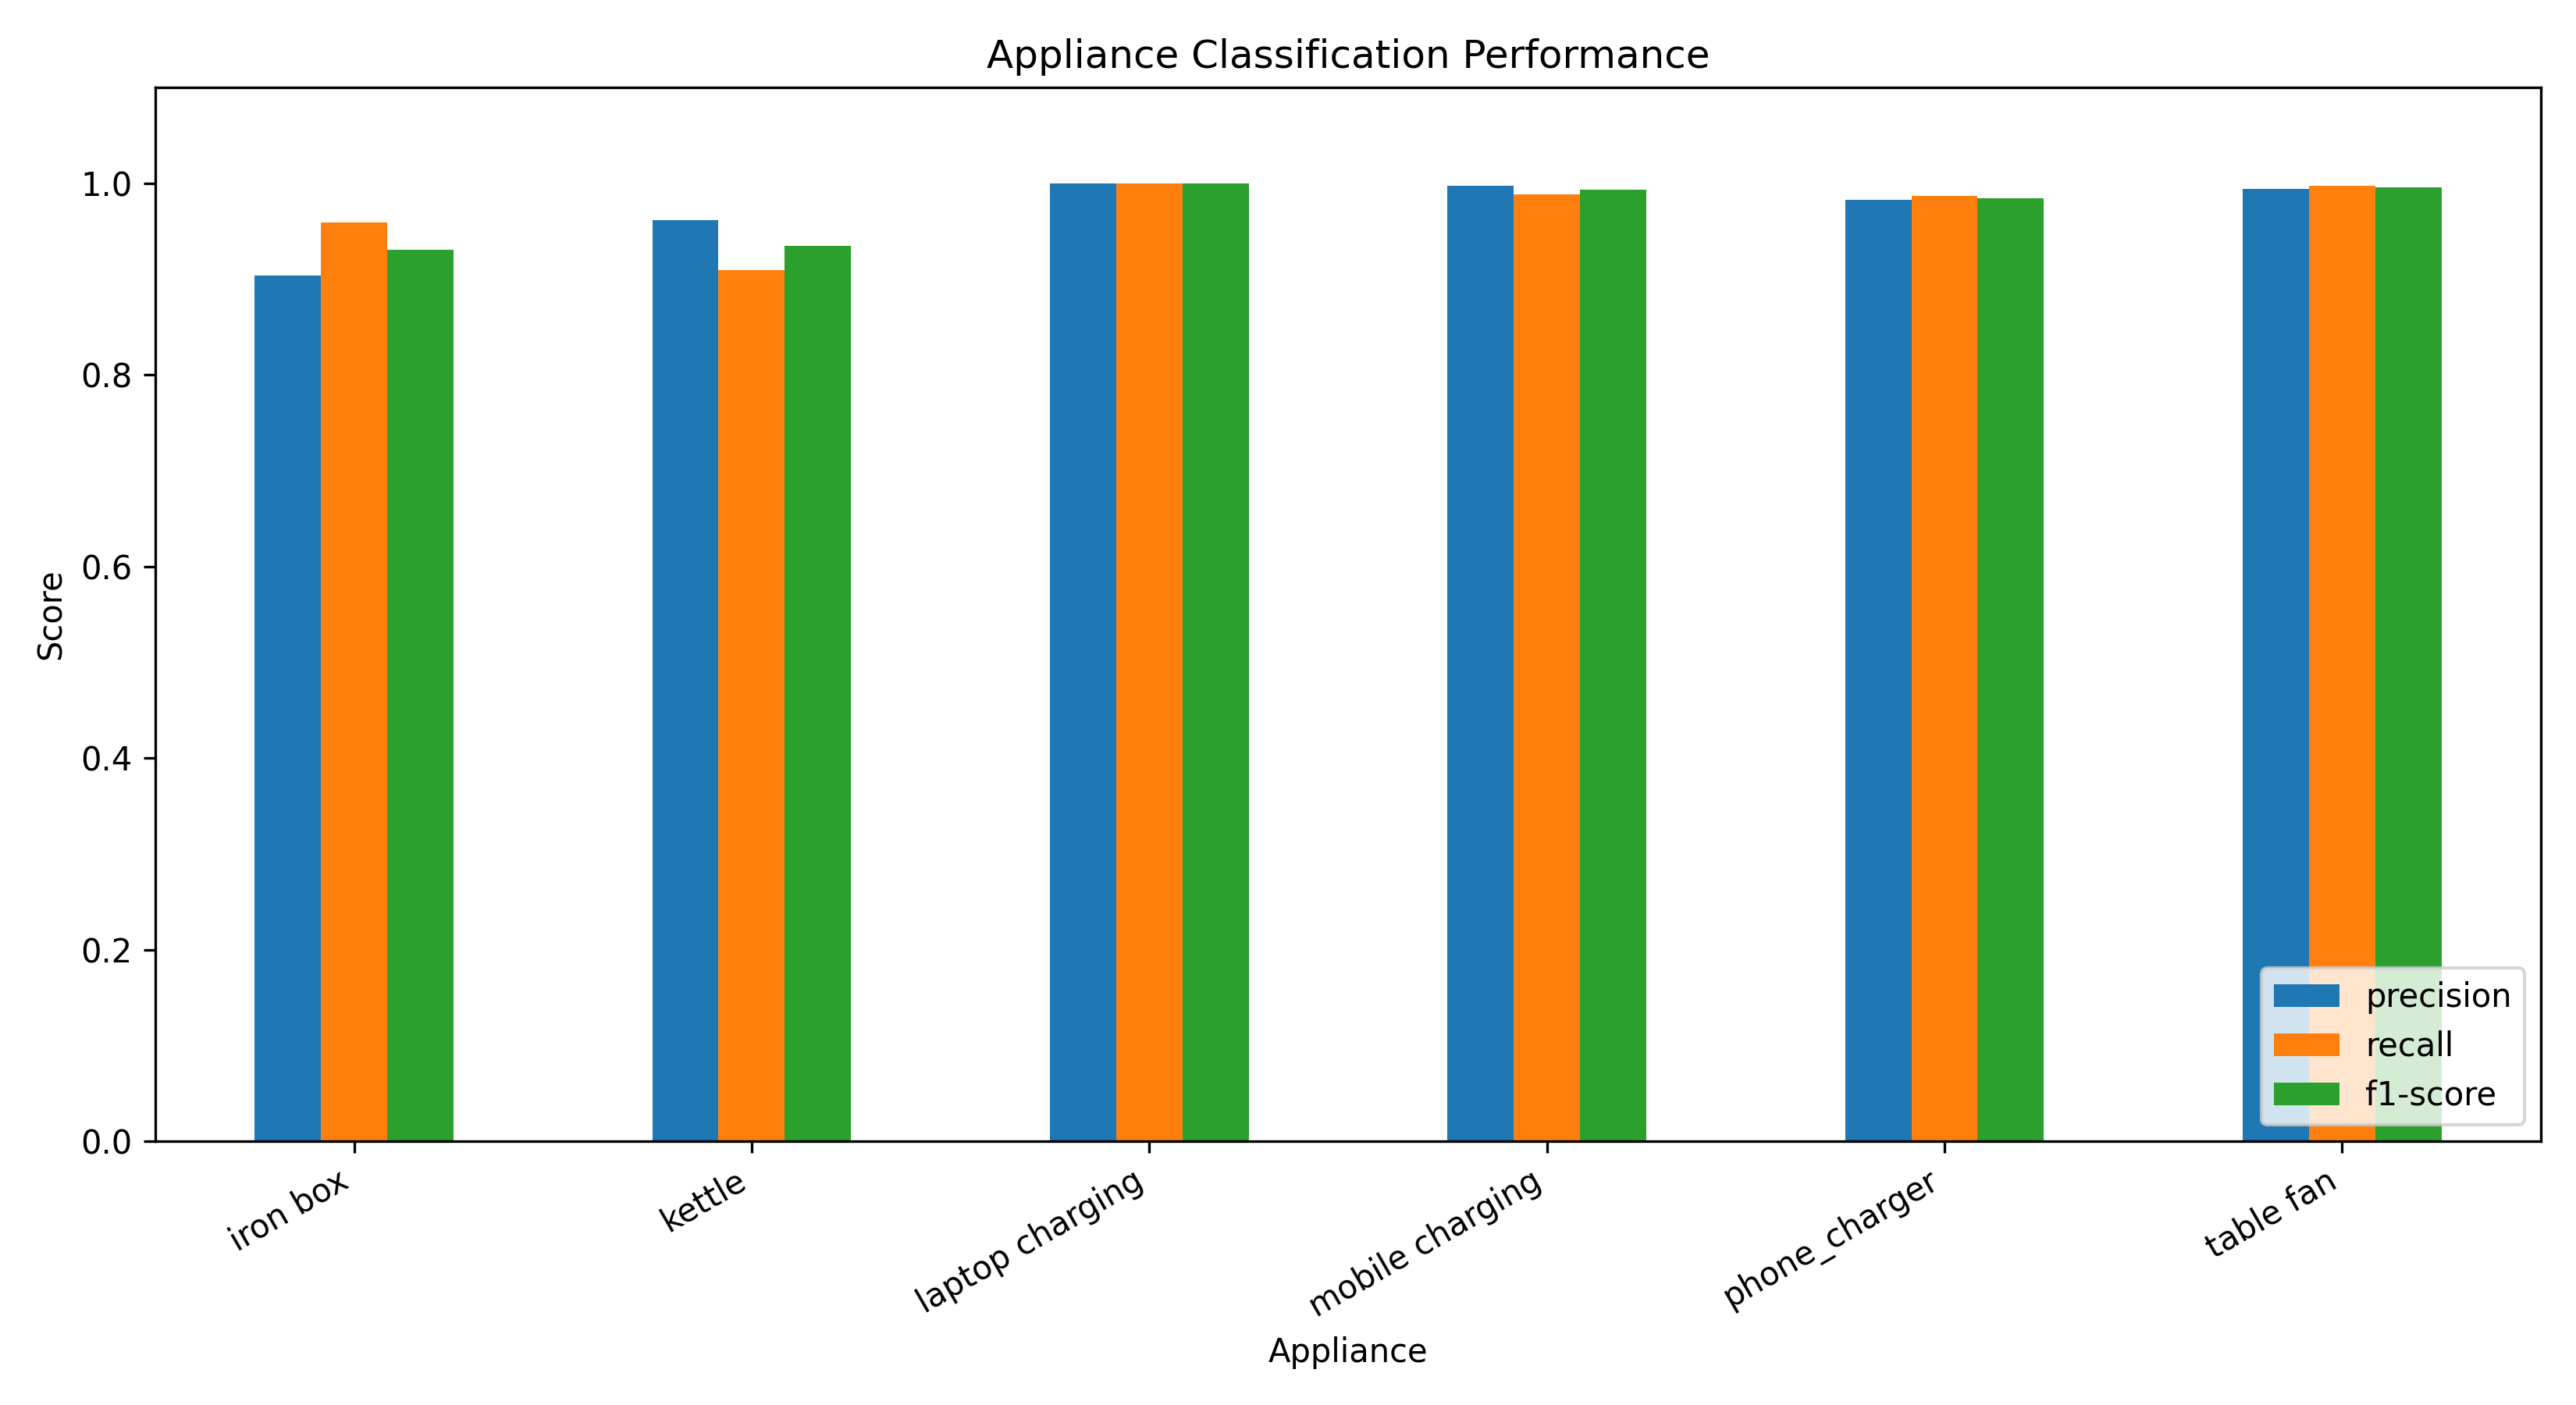 Appliance Classification Performance
Score
1.0
0.8
0.6
0.4
0.2
0.0
precision
recall
f1-score
iron box
kettle
laptop charging
mobile charging
phone_charger
table fan
Appliance